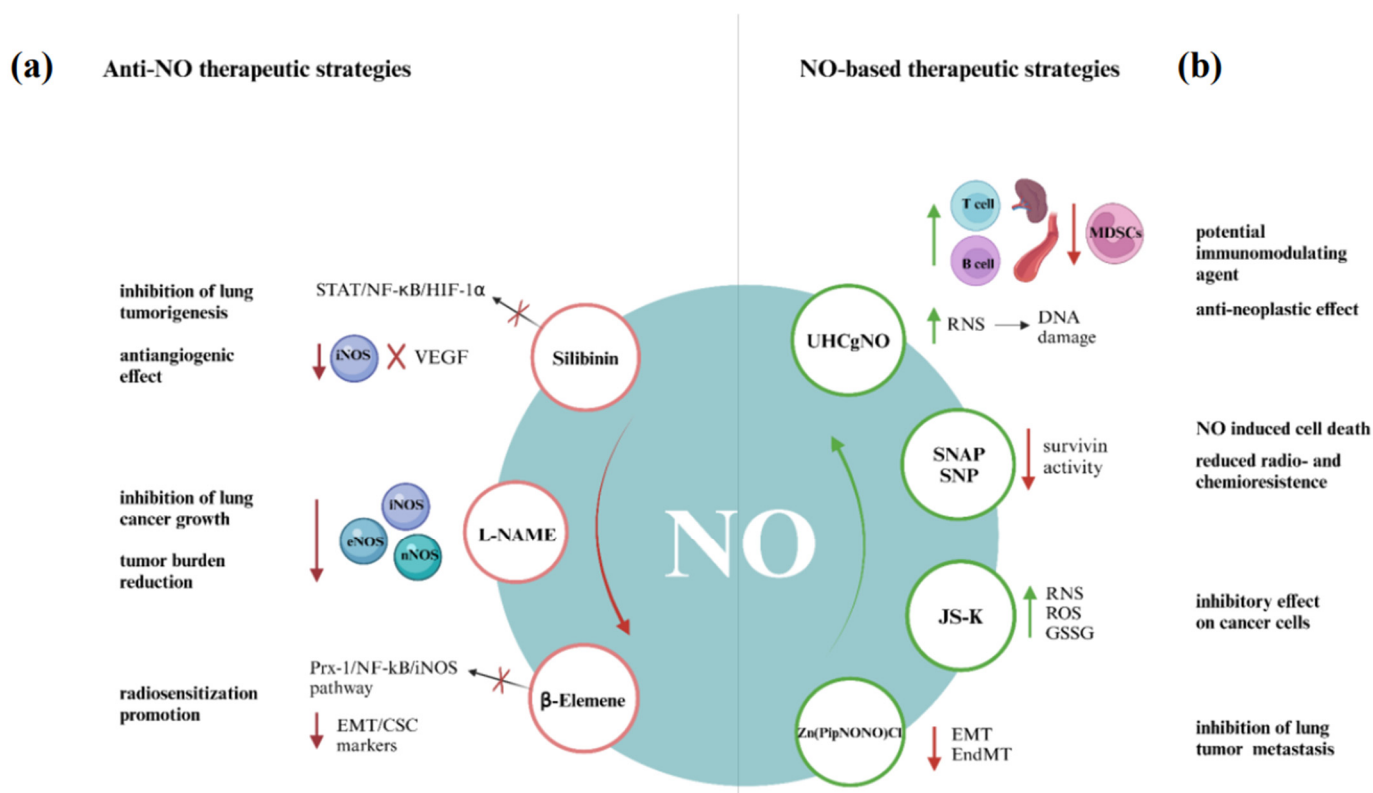 (a)
Anti-NO therapeutic strategies
NO-based therapeutic strategies
(b)
inhibition of lung
tumorigenesis
antiangiogenic
effect
STAT/NF-κB/HIF-1α
iNOS
VEGF
Silibinin
inhibition of lung
cancer growth
tumor burden
reduction
iNOS
eNOS
nNOS
L-NAME
radiosensitization
promotion
Prx-1/NF-kB/iNOS
pathway
EMT/CSC
markers
β-Elemene
NO
T cell
B cell
MDSCs
UHCgNO
RNS
DNA
damage
potential
immunomodulating
agent
anti-neoplastic effect
SNAP
SNP
survivin
activity
NO induced cell death
reduced radio- and
chemioresistence
JS-K
RNS
ROS
GSSG
inhibitory effect
on cancer cells
Zn(PipNONO)Cl
EMT
EndMT
inhibition of lung
tumor metastasis